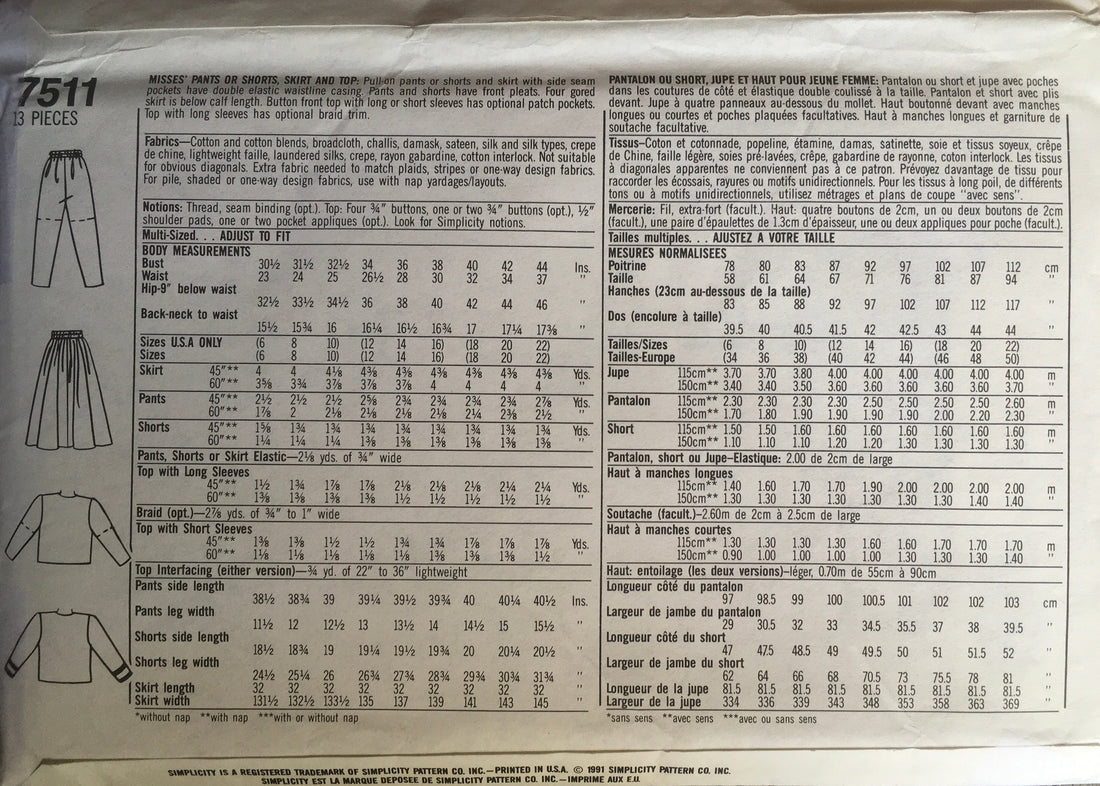 7511
13 PIECES
MISSES' PANTS OR SHORTS, SKIRT AND TOP: Pull-on pants or shorts and skirt with side seam
pockets have double elastic waistline casing. Pants and shorts have front pleats. Four gored
skirt is below calf length. Button front top with long or short sleeves has optional patch pockets.
Top with long sleeves has optional braid trim.
Fabrics—Cotton and cotton blends, broadcloth, challis, damask, sateen, silk and silk types, crepe
de chine, lightweight faille, laundered silks, crepe, rayon gabardine, cotton interlock. Not suitable
for obvious diagonals. Extra fabric needed to match plaids, stripes or one-way design fabrics.
For pile, shaded or one-way design fabrics, use with nap yardages/layouts.
Notions: Thread, seam binding (opt.). Top: Four ¾" buttons, one or two ¾" buttons (opt.), ½"
shoulder pads, one or two pocket appliques (opt.). Look for Simplicity notions.
Multi-Sized. . . ADJUST TO FIT
BODY MEASUREMENTS
Bust 30½ 31½ 32½ 34 36 38 40 42 44 Ins.
Waist 23 24 25 26½ 28 30 32 34 37 "
Hip-9" below waist
32½ 33½ 34½ 36 38 40 42 44 46 "
Back-neck to waist
15½ 15¾ 16 16¼ 16½ 16¾ 17 17¼ 17⅜ "
Sizes U.S.A ONLY (6 8 10) (12 14 16) (18 20 22)
Sizes (6 8 10) (12 14 16) (18 20 22)
Skirt 45"** 4 4 4⅛ 4⅜ 4⅜ 4⅜ 4⅜ 4⅜ 4⅜ Yds.
60"** 3⅝ 3¾ 3⅞ 3⅞ 3⅞ 4 4 4 4 "
Pants 45"** 2½ 2½ 2½ 2⅝ 2¾ 2¾ 2¾ 2¾ 2⅞ Yds.
60"** 1⅞ 2 2⅛ 2⅛ 2⅛ 2⅛ 2¼ 2⅜ 2½ "
Shorts 45"** 1⅝ 1¾ 1¾ 1¾ 1¾ 1¾ 1¾ 1¾ 1¾ Yds.
60"** 1¼ 1¼ 1¼ 1⅜ 1⅜ 1⅜ 1⅜ 1⅜ 1⅜ "
Pants, Shorts or Skirt Elastic—2⅛ yds. of ¾" wide
Top with Long Sleeves
45"** 1½ 1¾ 1⅞ 1⅞ 2⅛ 2⅛ 2⅛ 2¼ 2¼ Yds.
60"** 1⅜ 1⅜ 1⅜ 1⅜ 1½ 1½ 1½ 1½ 1½ "
Braid (opt.)—2⅞ yds. of ¾" to 1" wide
Top with Short Sleeves
45"** 1⅜ 1⅜ 1½ 1½ 1¾ 1¾ 1⅞ 1⅞ 1⅞ Yds.
60"** 1⅛ 1⅛ 1⅛ 1⅛ 1⅛ 1⅜ 1⅜ 1⅜ 1½ "
Top Interfacing (either version)—¾ yd. of 22" to 36" lightweight
Pants side length
38½ 38¾ 39 39¼ 39½ 39¾ 40 40¼ 40½ Ins.
Pants leg width
11½ 12 12½ 13 13½ 14 14½ 15 15½ "
Shorts side length
18½ 18¾ 19 19¼ 19½ 19¾ 20 20¼ 20½ "
Shorts leg width
24½ 25¼ 26 26¾ 27¾ 28¾ 29¾ 30¾ 31¾ "
Skirt length 32 32 32 32 32 32 32 32 32 "
Skirt width 131½ 132½ 133½ 135 137 139 141 143 145 "
*without nap **with nap ***with or without nap
PANTALON OU SHORT, JUPE ET HAUT POUR JEUNE FEMME: Pantalon ou short et jupe avec poches
dans les coutures de côté et élastique double coulissé à la taille. Pantalon et short avec plis
devant. Jupe à quatre panneaux au-dessous du mollet. Haut boutonné devant avec manches
longues ou courtes et poches plaquées facultatives. Haut à manches longues et garniture de
soutache facultative.
Tissus—Coton et cotonnade, popeline, étamine, damas, satinette, soie et tissus soyeux, crêpe
de Chine, faille légère, soies pré-lavées, crêpe, gabardine de rayonne, coton interlock. Les tissus
à diagonales apparentes ne conviennent pas à ce patron. Prévoyez davantage de tissu pour
raccorder les écossais, rayures ou motifs unidirectionnels. Pour les tissus à long poil, de différents
tons ou à motifs unidirectionnels, utilisez métrages et plans de coupe "avec sens".
Mercerie: Fil, extra-fort (facult.). Haut: quatre boutons de 2cm, un ou deux boutons de 2cm
(facult.), une paire d'épaulettes de 1.3cm d'épaisseur, une ou deux appliques pour poche (facult.).
Tailles multiples. . . AJUSTEZ A VOTRE TAILLE
MESURES NORMALISEES
Poitrine 78 80 83 87 92 97 102 107 112 cm
Taille 58 61 64 67 71 76 81 87 94 "
Hanches (23cm au-dessous de la taille)
83 85 88 92 97 102 107 112 117 "
Dos (encolure à taille)
39.5 40 40.5 41.5 42 42.5 43 44 44 "
Tailles/Sizes (6 8 10) (12 14 16) (18 20 22)
Tailles-Europe (34 36 38) (40 42 44) (46 48 50)
Jupe 115cm** 3.70 3.70 3.80 4.00 4.00 4.00 4.00 4.00 4.00 m
150cm** 3.40 3.40 3.50 3.60 3.60 3.60 3.60 3.60 3.70 "
Pantalon 115cm** 2.30 2.30 2.30 2.30 2.50 2.50 2.50 2.50 2.60 m
150cm** 1.70 1.80 1.90 1.90 1.90 1.90 2.00 2.20 2.30 "
Short 115cm** 1.50 1.50 1.60 1.60 1.60 1.60 1.60 1.60 1.60 m
150cm** 1.10 1.10 1.10 1.20 1.20 1.30 1.30 1.30 1.30 "
Pantalon, short ou Jupe-Elastique: 2.00 de 2cm de large
Haut à manches longues
115cm** 1.40 1.60 1.70 1.70 1.90 2.00 2.00 2.00 2.00 m
150cm** 1.30 1.30 1.30 1.30 1.30 1.30 1.30 1.40 1.40 "
Soutache (facult.)—2.60m de 2cm à 2.5cm de large
Haut à manches courtes
115cm** 1.30 1.30 1.30 1.30 1.60 1.60 1.70 1.70 1.70 m
150cm** 0.90 1.00 1.00 1.00 1.00 1.30 1.30 1.30 1.40 "
Haut: entoilage (les deux versions)—léger, 0.70m de 55cm à 90cm
Longueur côté du pantalon
97 98.5 99 100 100.5 101 102 102 103 cm
Largeur de jambe du pantalon
29 30.5 32 33 34.5 35.5 37 38 39.5 "
Longueur côté du short
47 47.5 48.5 49 49.5 50 51 51.5 52 "
Largeur de jambe du short
62 64 66 68 70.5 73 75.5 78 81 "
Longueur de la jupe 81.5 81.5 81.5 81.5 81.5 81.5 81.5 81.5 81.5 "
Largeur de la jupe 334 336 339 343 348 353 358 363 369 "
*sans sens **avec sens ***avec ou sans sens
SIMPLICITY IS A REGISTERED TRADEMARK OF SIMPLICITY PATTERN CO. INC.—PRINTED IN U.S.A. © 1991 SIMPLICITY PATTERN CO. INC.
SIMPLICITY EST LA MARQUE DEPOSEE DE SIMPLICITY PATTERN CO. INC.—IMPRIME AUX E.U.